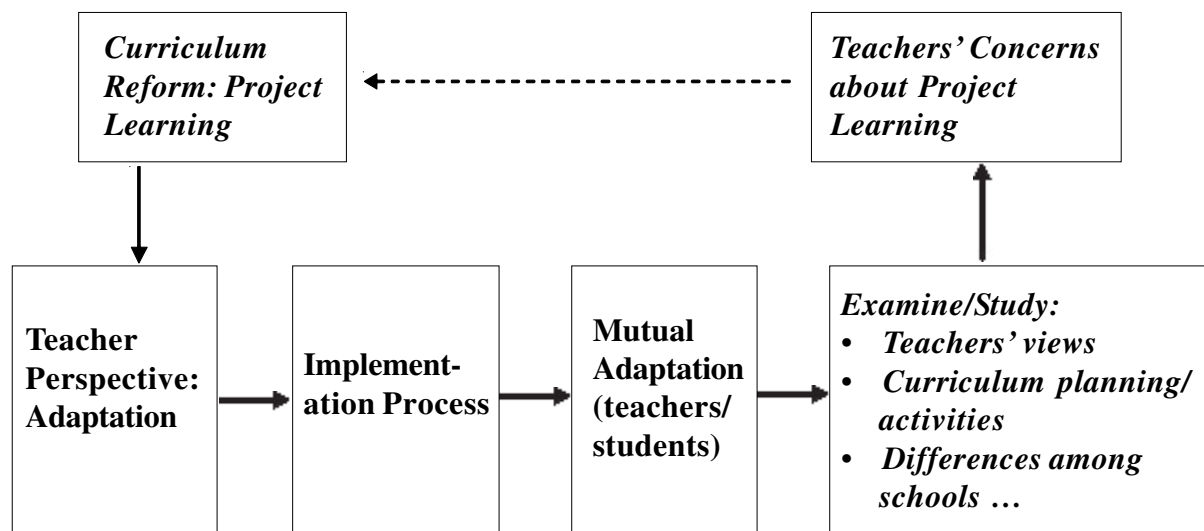 Curriculum
Reform: Project
Learning
Teachers’ Concerns
about Project
Learning
Teacher
Perspective:
Adaptation
Implement-
ation Process
Mutual
Adaptation
(teachers/
students)
Examine/Study:
• Teachers’ views
• Curriculum planning/
activities
• Differences among
schools …